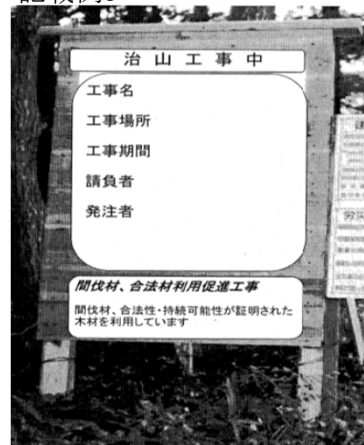 治山工事中
工事名
工事場所
工事期間
請負者
発注者
間伐材、合法材利用促進工事
間伐材、合法性・持続可能性が証明された
木材を利用しています